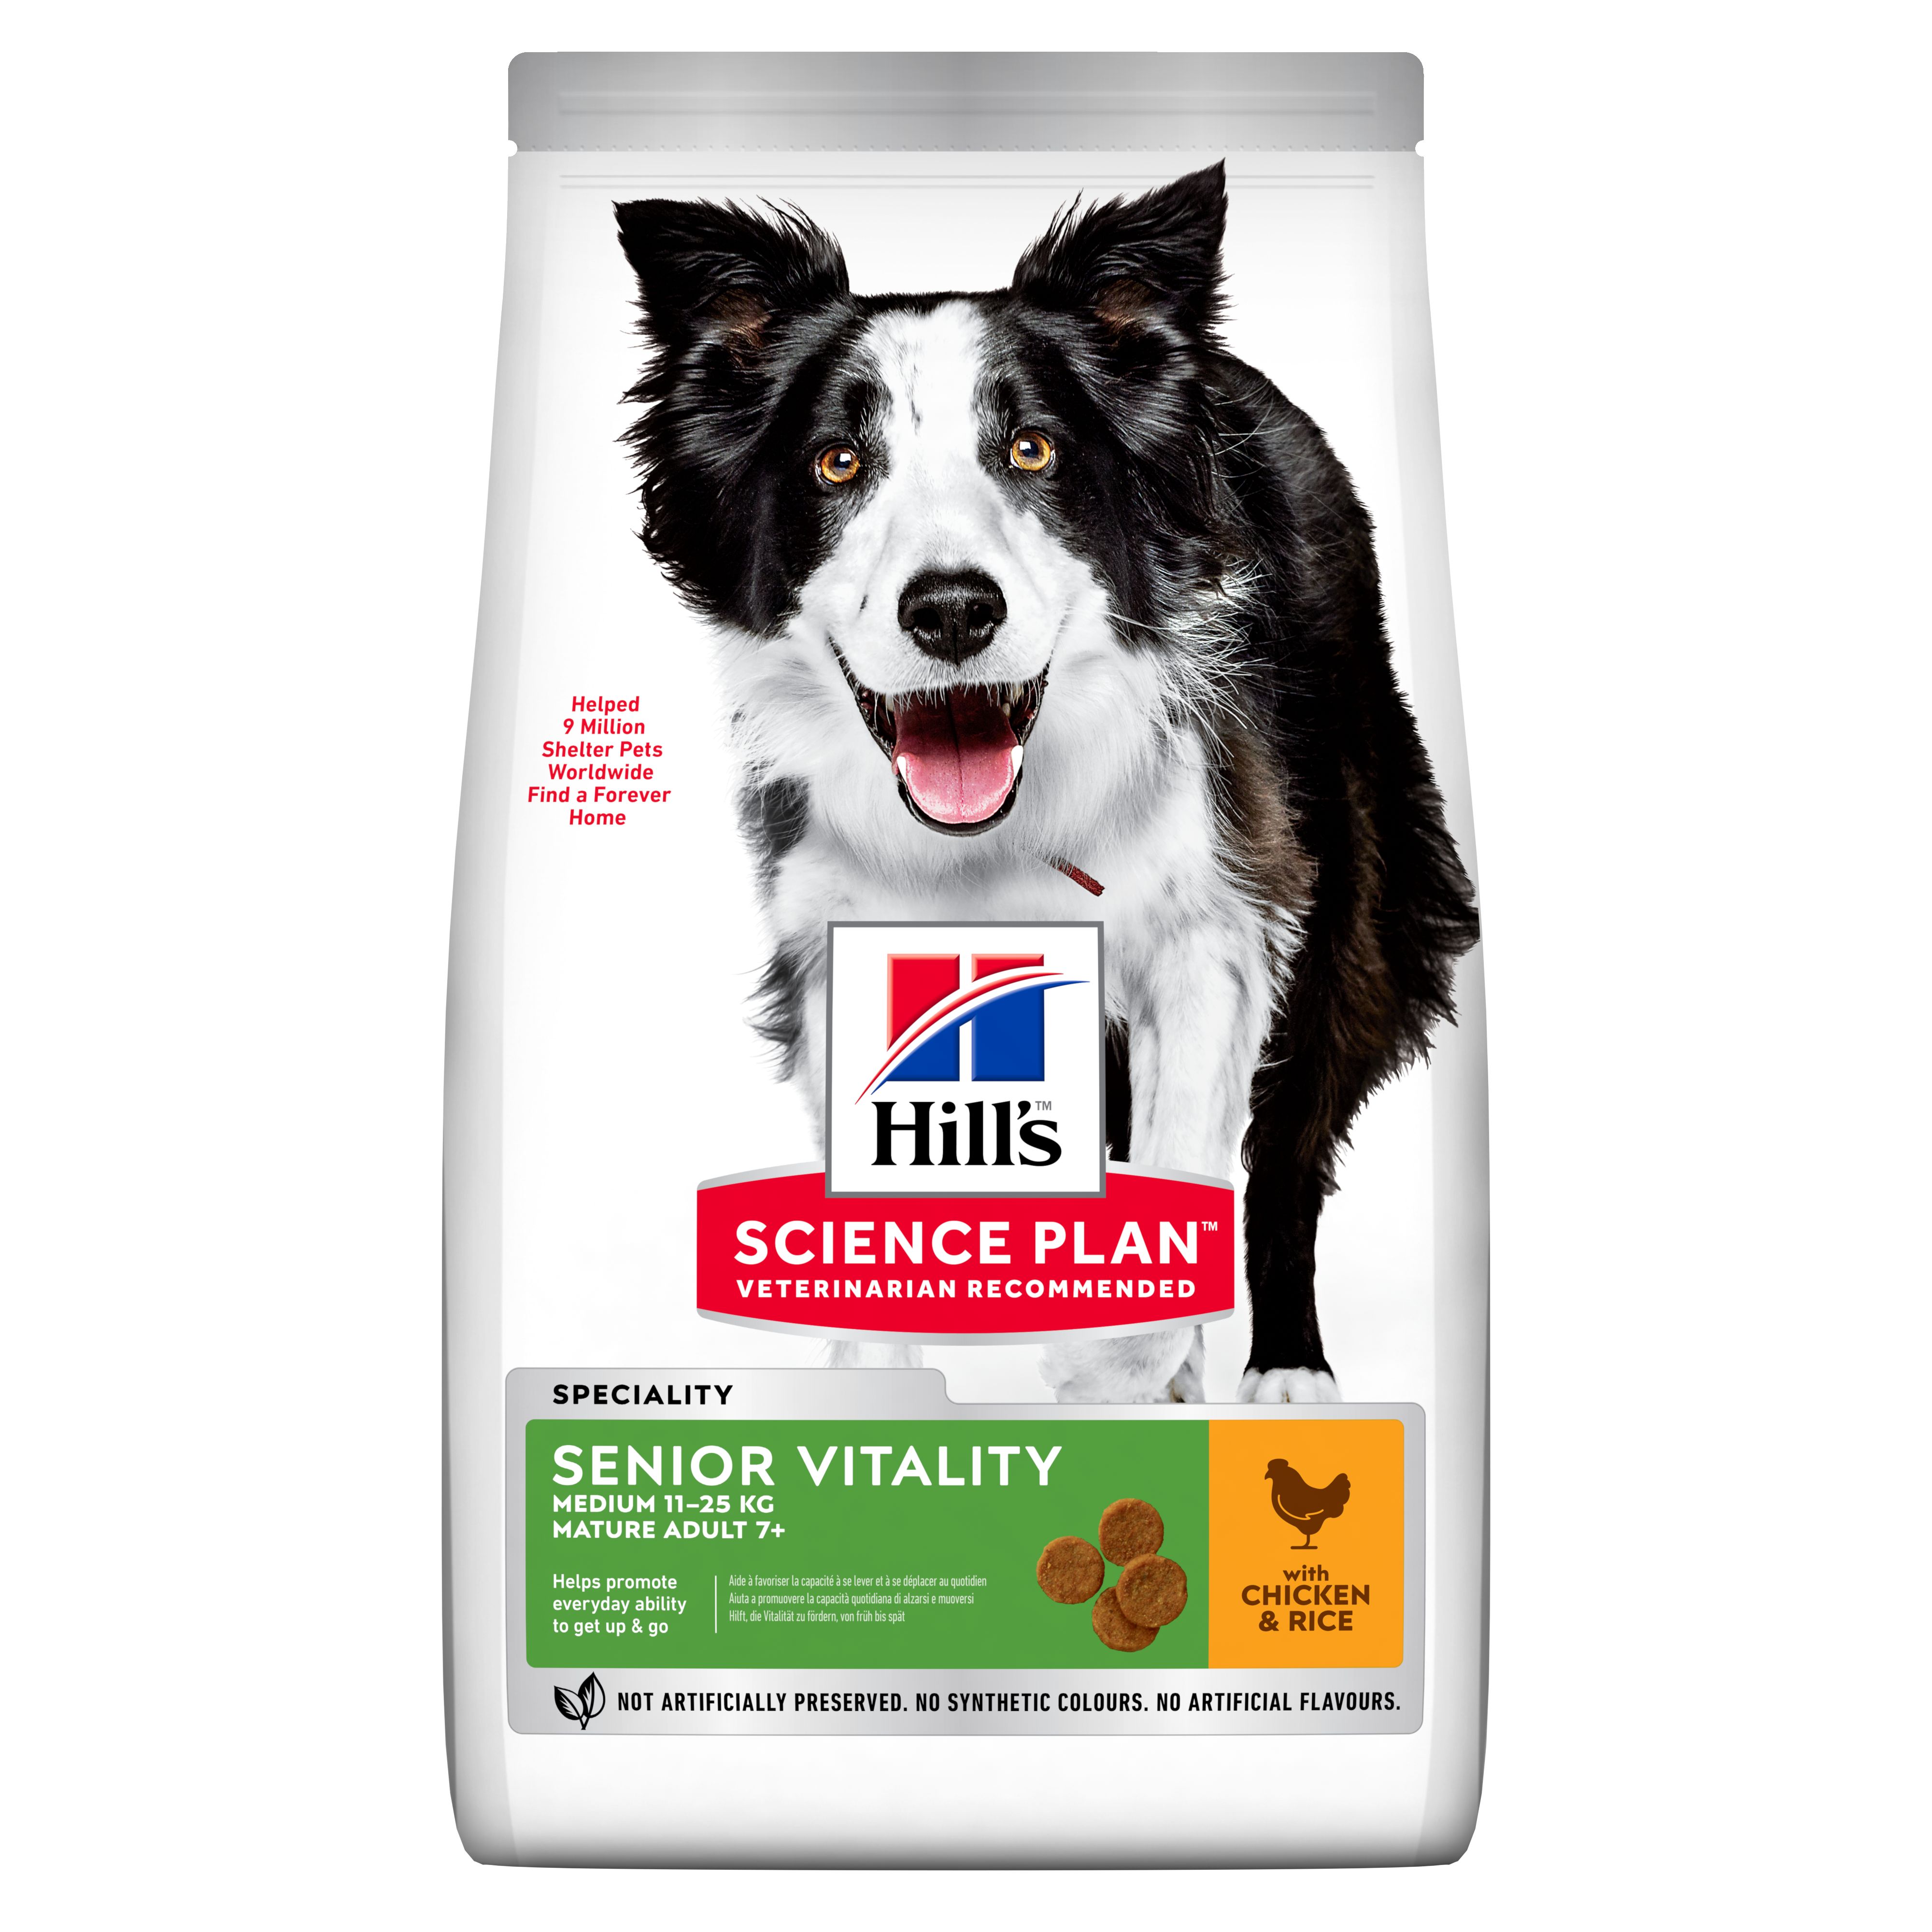 Helped
9 Million
Shelter Pets
Worldwide
Find a Forever
Home
Hill's™
SCIENCE PLAN™
VETERINARIAN RECOMMENDED
SPECIALITY
SENIOR VITALITY
MEDIUM 11–25 KG
MATURE ADULT 7+
Helps promote
everyday ability
to get up & go
Aide à favoriser la capacité à se lever et à se déplacer au quotidien
Aiuta a promuovere la capacità quotidiana di alzarsi e muoversi
Hilft, die Vitalität zu fördern, von früh bis spät
with
CHICKEN
& RICE
NOT ARTIFICIALLY PRESERVED. NO SYNTHETIC COLOURS. NO ARTIFICIAL FLAVOURS.